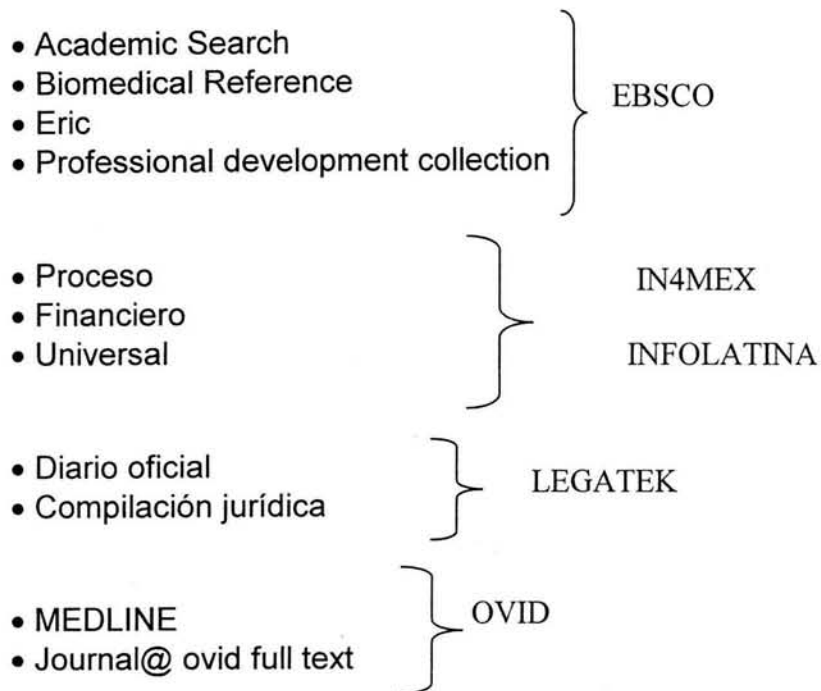 • Academic Search
• Biomedical Reference
• Eric
• Professional development collection
EBSCO
• Proceso
• Financiero
• Universal
IN4MEX
INFOLATINA
• Diario oficial
• Compilación jurídica
LEGATEK
• MEDLINE
• Journal@ ovid full text
OVID